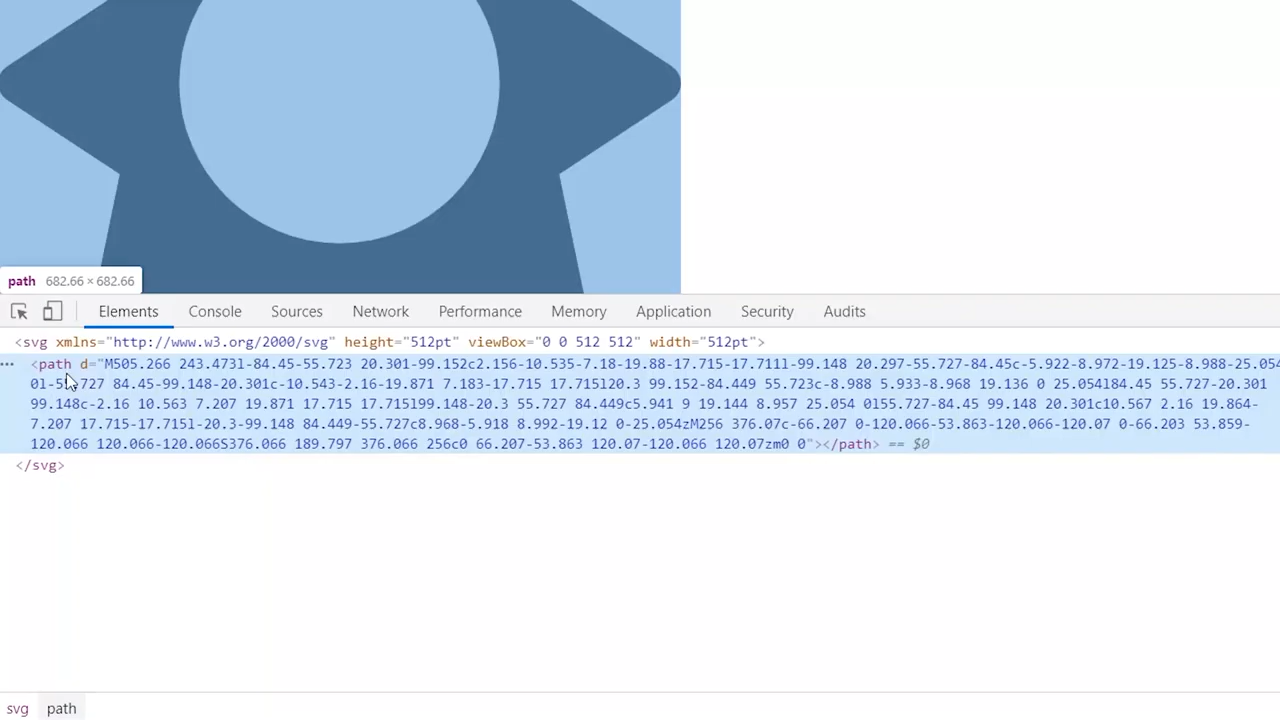 path 682.66 × 682.66
Elements Console Sources Network Performance Memory Application Security Audits
<svg xmlns="http://www.w3.org/2000/svg" height="512pt" viewBox="0 0 512 512" width="512pt">
<path d="M505.266 243.473l-84.45-55.723 20.301-99.152c2.156-10.535-7.18-19.88-17.715-17.711l-99.148 20.297-55.727-84.45c-5.922-8.972-19.125-8.988-25.054
0l-55.727 84.45-99.148-20.301c-10.543-2.16-19.871 7.183-17.715 17.715l20.3 99.152-84.449 55.723c-8.988 5.933-8.968 19.136 0 25.054l84.45 55.727-20.301
99.148c-2.16 10.563 7.207 19.871 17.715 17.715l99.148-20.3 55.727 84.449c5.941 9 19.144 8.957 25.054 0l55.727-84.45 99.148 20.301c10.567 2.16 19.864-
7.207 17.715-17.715l-20.3-99.148 84.449-55.727c8.968-5.918 8.992-19.12 0-25.054zM256 376.07c-66.207 0-120.066-53.863-120.066-120.07 0-66.203 53.859-
120.066 120.066-120.066S376.066 189.797 376.066 256c0 66.207-53.863 120.07-120.066 120.07zm0 0"></path> == $0
</svg>
svg path